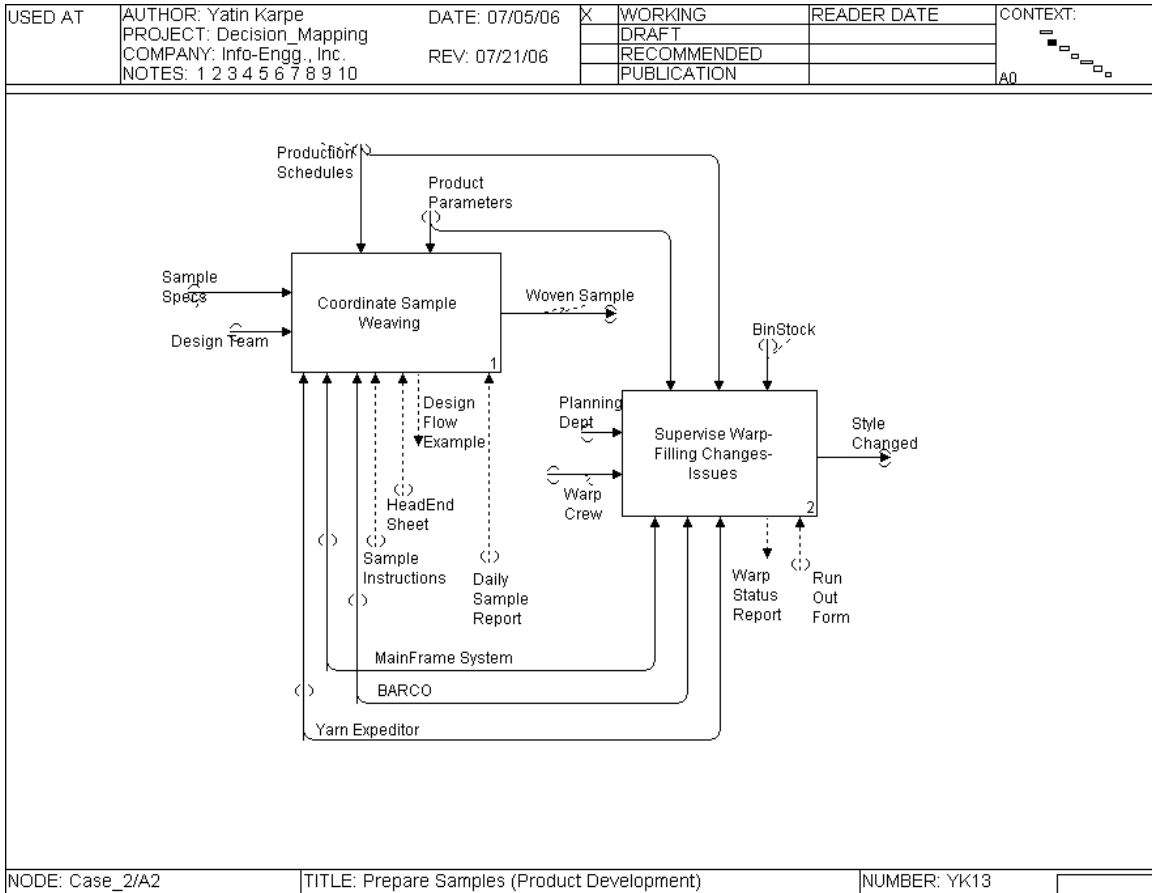 USED AT
AUTHOR: Yatin Karpe
DATE: 07/05/06
PROJECT: Decision_Mapping
COMPANY: Info-Engg., Inc.
REV: 07/21/06
NOTES: 1 2 3 4 5 6 7 8 9 10
X
WORKING
DRAFT
RECOMMENDED
PUBLICATION
READER DATE
CONTEXT:
A0
Production
Schedules
Product
Parameters
Sample
Specs
Design Team
Coordinate Sample
Weaving
1
Woven Sample
BinStock
Design
Flow
Example
Planning
Dept
Supervise Warp-
Filling Changes-
Issues
2
Style
Changed
Warp
Crew
HeadEnd
Sheet
Sample
Instructions
Daily
Sample
Report
Warp
Status
Report
Run
Out
Form
MainFrame System
BARCO
Yarn Expeditor
NODE: Case_2/A2
TITLE: Prepare Samples (Product Development)
NUMBER: YK13